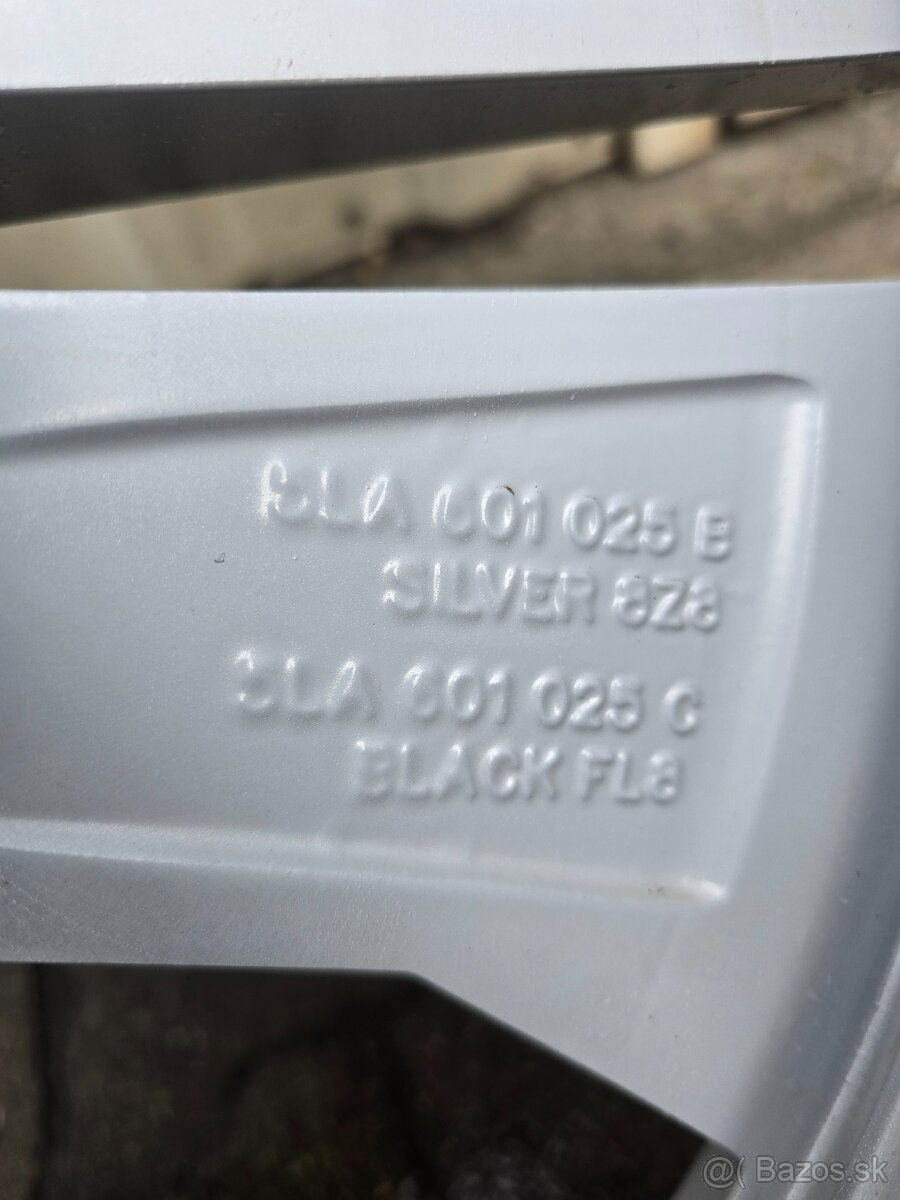 5LA 601 025 B
SILVER 8Z8
5LA 601 025 C
BLACK FL8
@( Bazos.sk